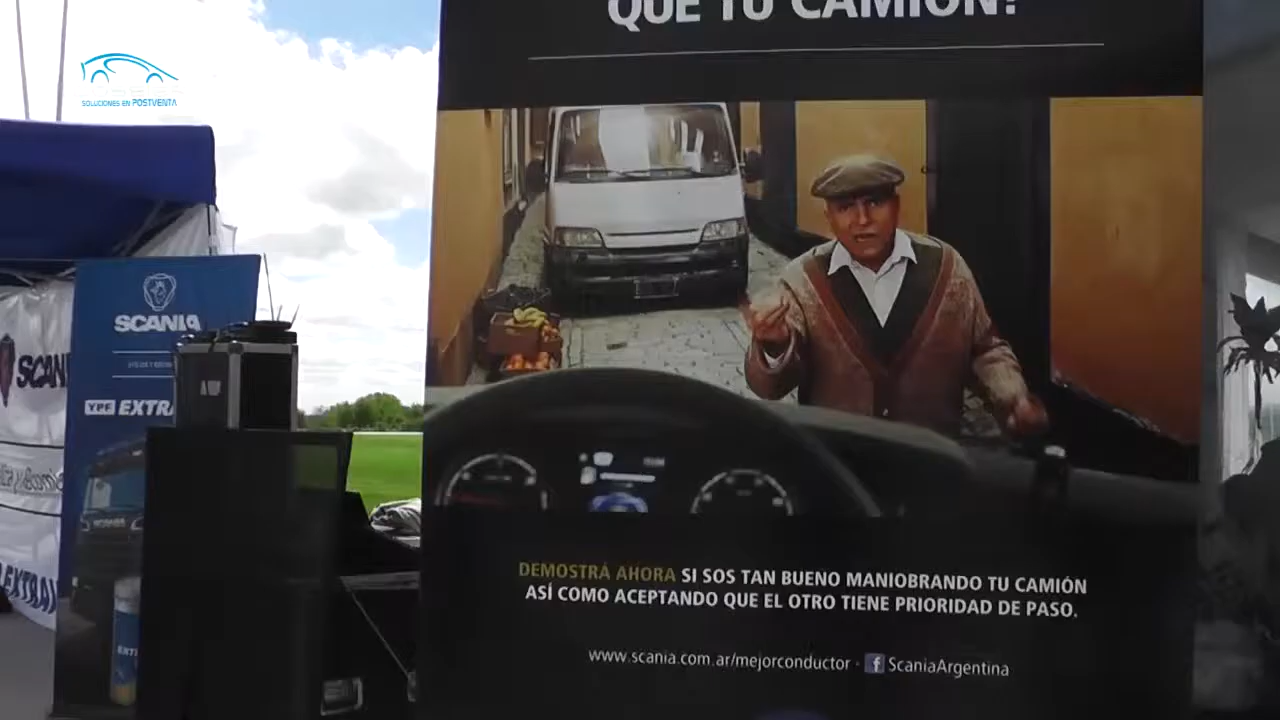 QUE TU CAMIÓN?
SOLUCIONES EN POSTVENTA
SCANIA
SCAN
YPF EXTRA
DEMOSTRÁ AHORA SI SOS TAN BUENO MANIOBRANDO TU CAMIÓN
ASÍ COMO ACEPTANDO QUE EL OTRO TIENE PRIORIDAD DE PASO.
www.scania.com.ar/mejorconductor · ScaniaArgentina